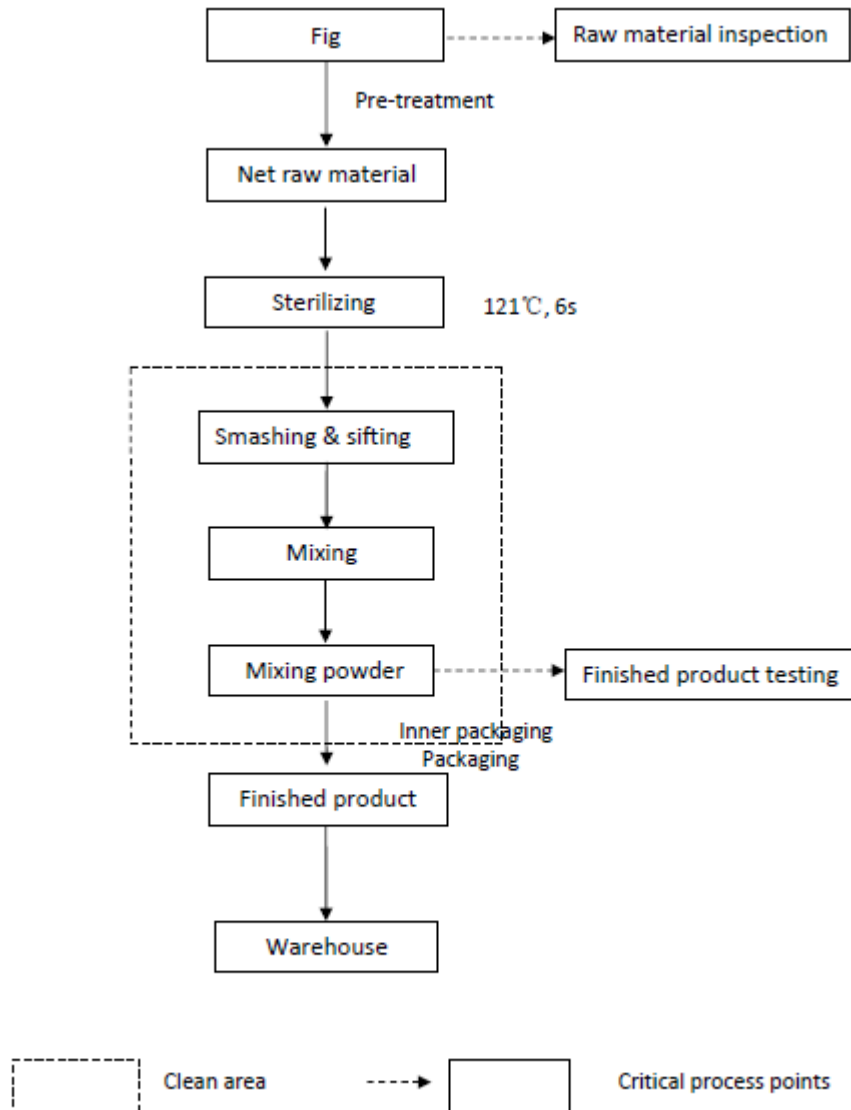 Fig
Raw material inspection
Pre-treatment
Net raw material
Sterilizing
121℃, 6s
Smashing & sifting
Mixing
Mixing powder
Finished product testing
Inner packaging
Packaging
Finished product
Warehouse
Clean area
Critical process points